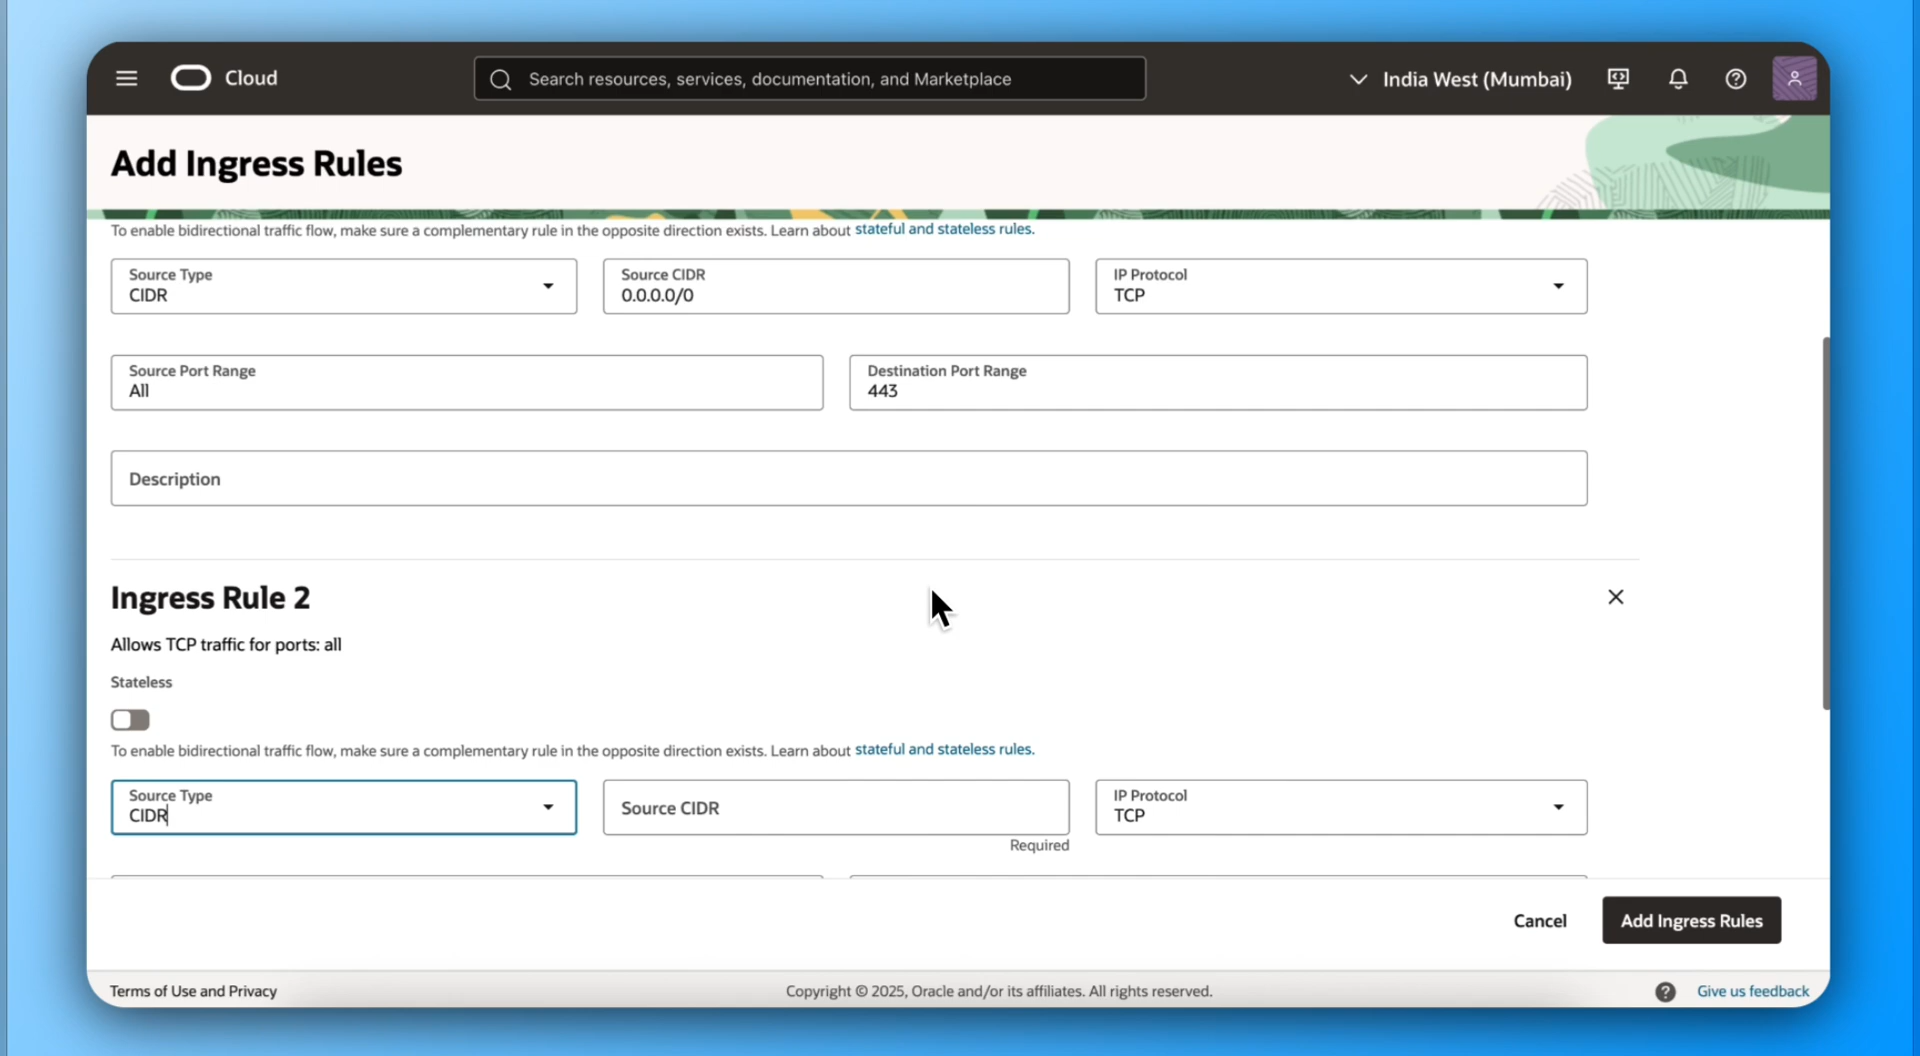 Cloud
Search resources, services, documentation, and Marketplace
India West (Mumbai)
Add Ingress Rules
To enable bidirectional traffic flow, make sure a complementary rule in the opposite direction exists. Learn about stateful and stateless rules.
Source Type
CIDR
Source CIDR
0.0.0.0/0
IP Protocol
TCP
Source Port Range
All
Destination Port Range
443
Description
Ingress Rule 2
Allows TCP traffic for ports: all
Stateless
To enable bidirectional traffic flow, make sure a complementary rule in the opposite direction exists. Learn about stateful and stateless rules.
Source Type
CIDR
Source CIDR
Required
IP Protocol
TCP
Cancel
Add Ingress Rules
Terms of Use and Privacy
Copyright © 2025, Oracle and/or its affiliates. All rights reserved.
Give us feedback